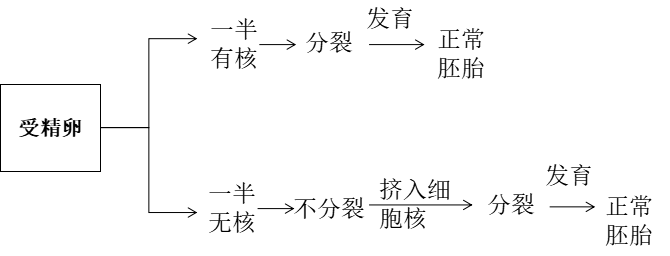 受精卵
一半
有核
分裂
发育
正常
胚胎
一半
无核
不分裂
挤入细
胞核
分裂
发育
正常
胚胎